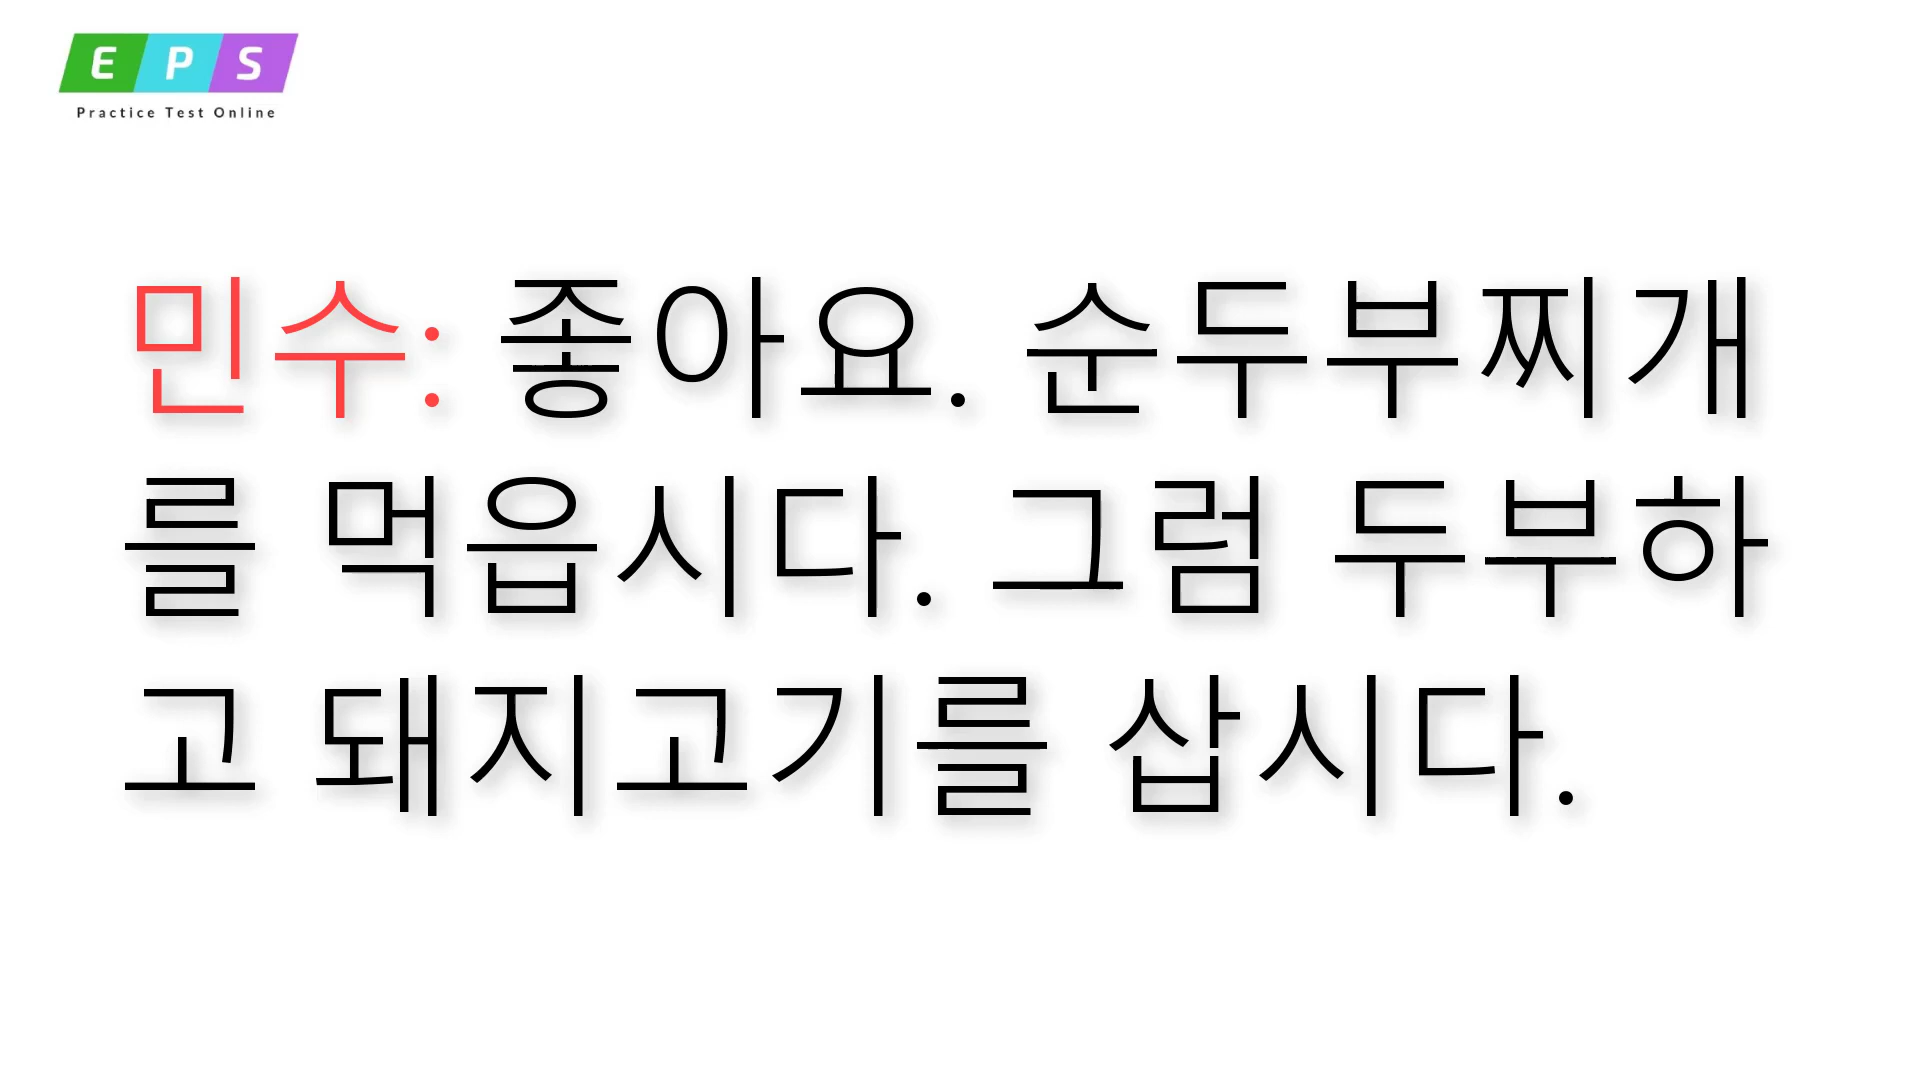 E P S
Practice Test Online
민수: 좋아요. 순두부찌개
를 먹읍시다. 그럼 두부하
고 돼지고기를 삽시다.